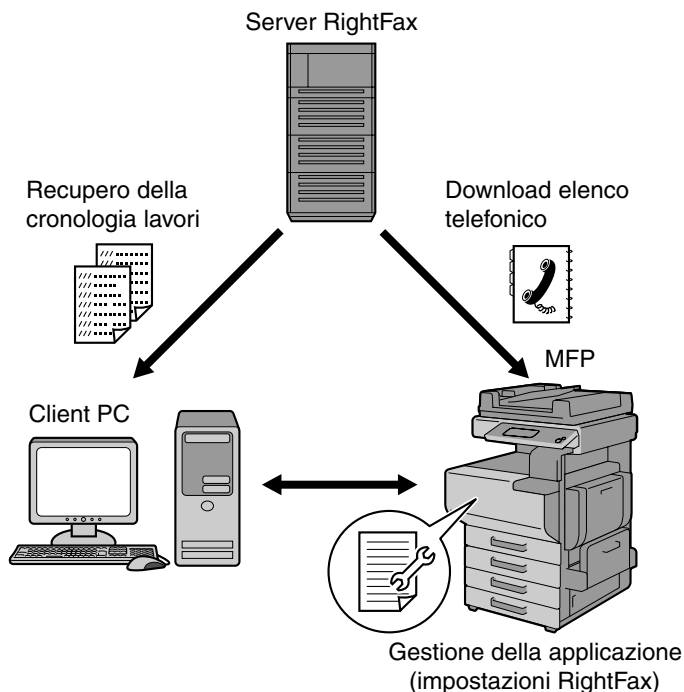 Server RightFax
Recupero della
cronologia lavori
Download elenco
telefonico
MFP
Client PC
Gestione della applicazione
(impostazioni RightFax)